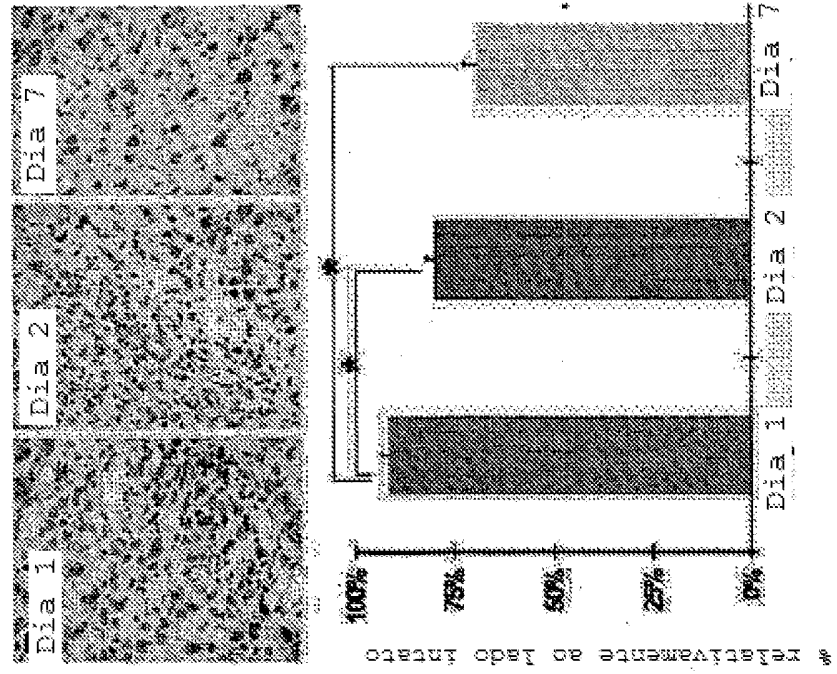 Dia 1
Dia 2
Dia 7
% relativamente ao lado intato
100%
75%
50%
25%
0%
Dia 1
Dia 2
Dia 7